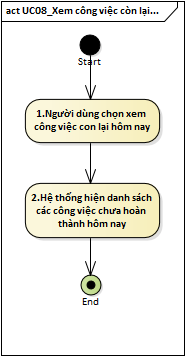 act UC08_Xem công việc còn lại...
Start
1.Người dùng chọn xem
công việc con lại hôm nay
2.Hệ thống hiện danh sách
các công việc chưa hoàn
thành hôm nay
End